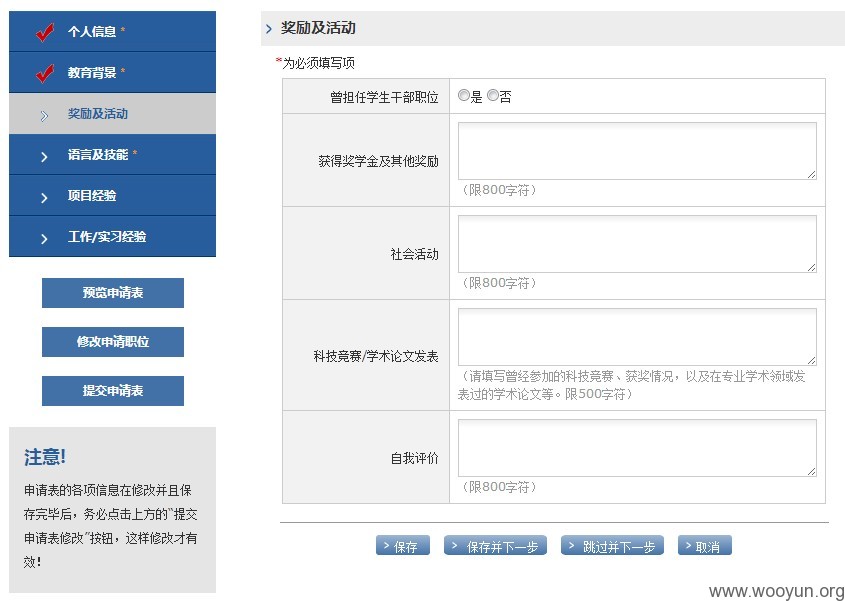 个人信息 *
教育背景 *
奖励及活动
语言及技能 *
项目经验
工作/实习经验
预览申请表
修改申请职位
提交申请表
注意!
申请表的各项信息在修改并且保
存完毕后，务必点击上方的“提交
申请表修改”按钮，这样修改才有
效!
奖励及活动
*为必须填写项
曾担任学生干部职位
是 否
获得奖学金及其他奖励
（限800字符）
社会活动
（限800字符）
科技竟赛/学术论文发表
（请填写曾经参加的科技竟赛、获奖情况，以及在专业学术领域发
表过的学术论文等。限500字符）
自我评价
（限800字符）
保存
保存并下一步
跳过并下一步
取消
www.wooyun.org